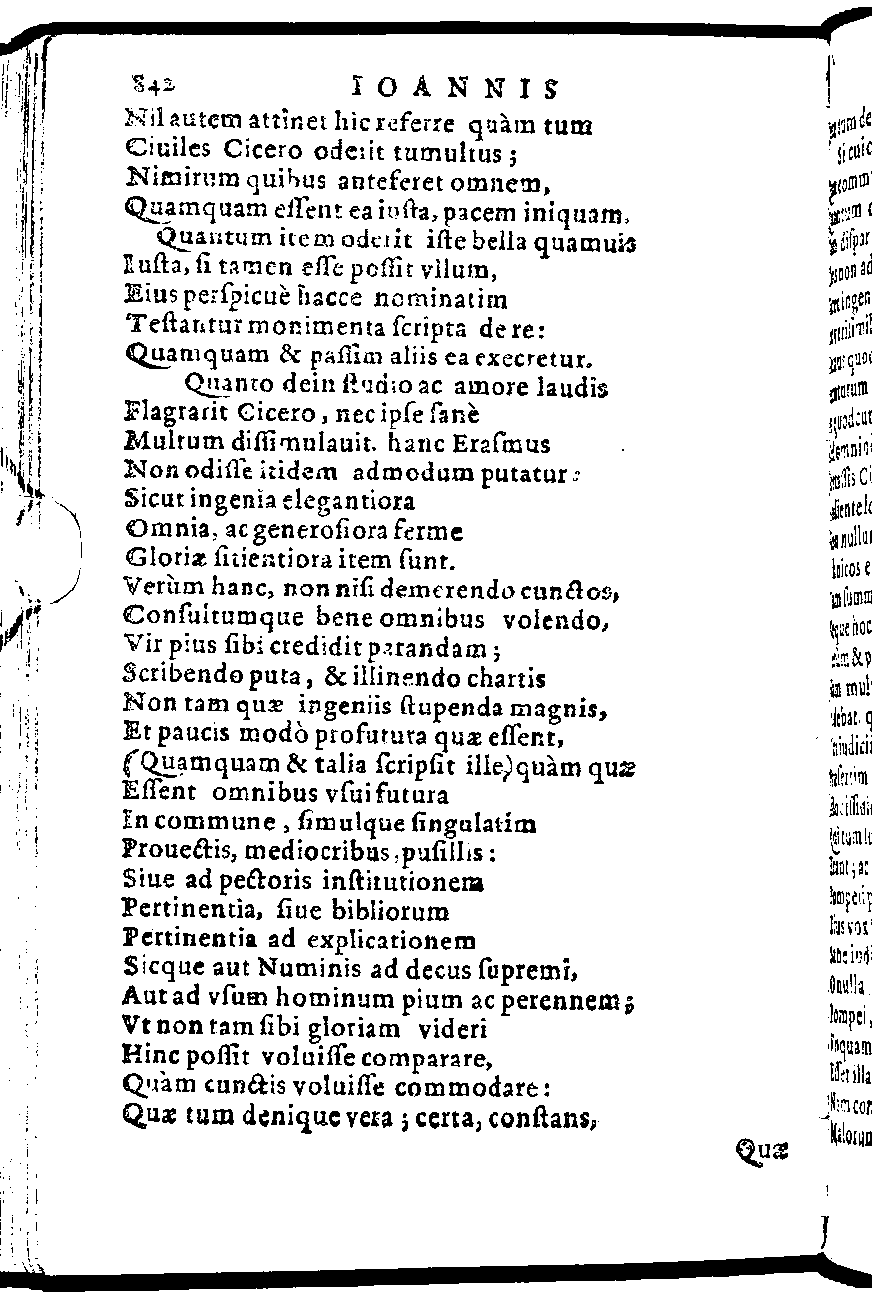 842 IOANNIS
Nil autem attinet hic referre quàm tum
Ciuiles Cicero oderit tumultus ;
Nimirum quibus anteferet omnem,
Quamquam eſſent ea iuſta, pacem iniquam.
Quantum item oderit iſte bella quamuis
Iuſta, ſi tamen eſſe poſſit vllum,
Eius perſpicuè hæcce nominatim
Teſtantur monimenta ſcripta de re:
Quamquam & paſſim aliis ea execretur.
Quanto dein ſtudio ac amore laudis
Flagrarit Cicero, nec ipſe ſanè
Multum diſſimulauit. hanc Eraſmus
Non odiſſe itidem admodum putatur:
Sicut ingenia elegantiora
Omnia, ac generoſiora ferme
Gloriæ ſitientiora item ſunt.
Verùm hanc, non niſi demerendo cunctos,
Conſultumque bene omnibus volendo,
Vir pius ſibi credidit parandam ;
Scribendo puta, & illinendo chartis
Non tam quæ ingeniis ſtupenda magnis,
Et paucis modò profutura quæ eſſent,
(Quamquam & talia ſcripſit ille) quàm quæ
Eſſent omnibus vſui futura
In commune, ſimulque ſingulatim
Prouectis, mediocribus, puſillis:
Siue ad pectoris inſtitutionem
Pertinentia, ſiue bibliorum
Pertinentia ad explicationem
Sicque aut Numinis ad decus ſupremi,
Aut ad vſum hominum pium ac perennem;
Vt non tam ſibi gloriam videri
Hinc poſſit voluiſſe comparare,
Quàm cunctis voluiſſe commodare:
Quæ tum denique vera ; certa, conſtans,
Quæ